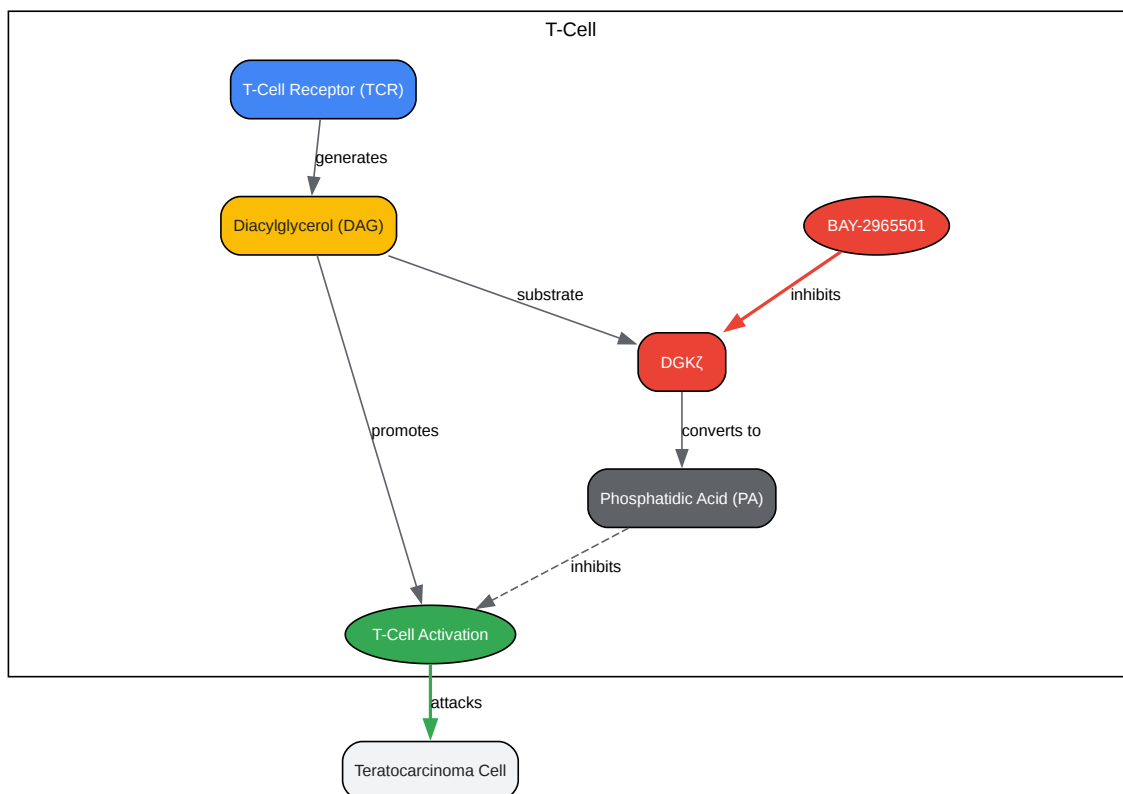 T-Cell
T-Cell Receptor (TCR)
generates
Diacylglycerol (DAG)
BAY-2965501
substrate
inhibits
DGKζ
promotes
converts to
Phosphatidic Acid (PA)
inhibits
T-Cell Activation
attacks
Teratocarcinoma Cell